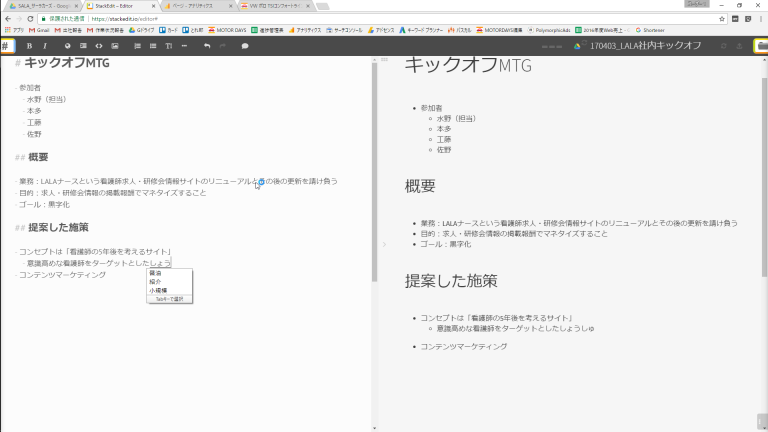 SALA_データカーズ - Google
StackEdit – Editor
ページ - アナリティクス
VW ID TSIコンフォートライ
保護された通信 | https://stackedit.io/editor#
アプリ Gmail 出社報告 作業状況報告 Gドライブ カード とれ町 MOTOR DAYS 進捗管理表 アナリティクス サーチコンソール アドセンス キーワード プランナー バスカル MOTORDAYS標準 PolymorphicAds 2016年度Web売上 Shortener
170403_LALA社内キックオフ
# キックオフMTG
- 参加者
- 水野（担当）
- 本多
- 工藤
- 佐野
## 概要
- 業務：LALAナースという看護師求人・研修会情報サイトのリニューアルとその後の更新を請け負う
- 目的：求人・研修会情報の掲載報酬でマネタイズすること
- ゴール：黒字化
## 提案した施策
- コンセプトは「看護師の5年後を考えるサイト」
- 意識高めな看護師をターゲットとしたしょう
醤油
紹介
小規模
Tabキーで選択
- コンテンツマーケティング
キックオフMTG
参加者
水野（担当）
本多
工藤
佐野
概要
業務：LALAナースという看護師求人・研修会情報サイトのリニューアルとその後の更新を請け負う
目的：求人・研修会情報の掲載報酬でマネタイズすること
ゴール：黒字化
提案した施策
コンセプトは「看護師の5年後を考えるサイト」
意識高めな看護師をターゲットとしたしょうしゅ
コンテンツマーケティング